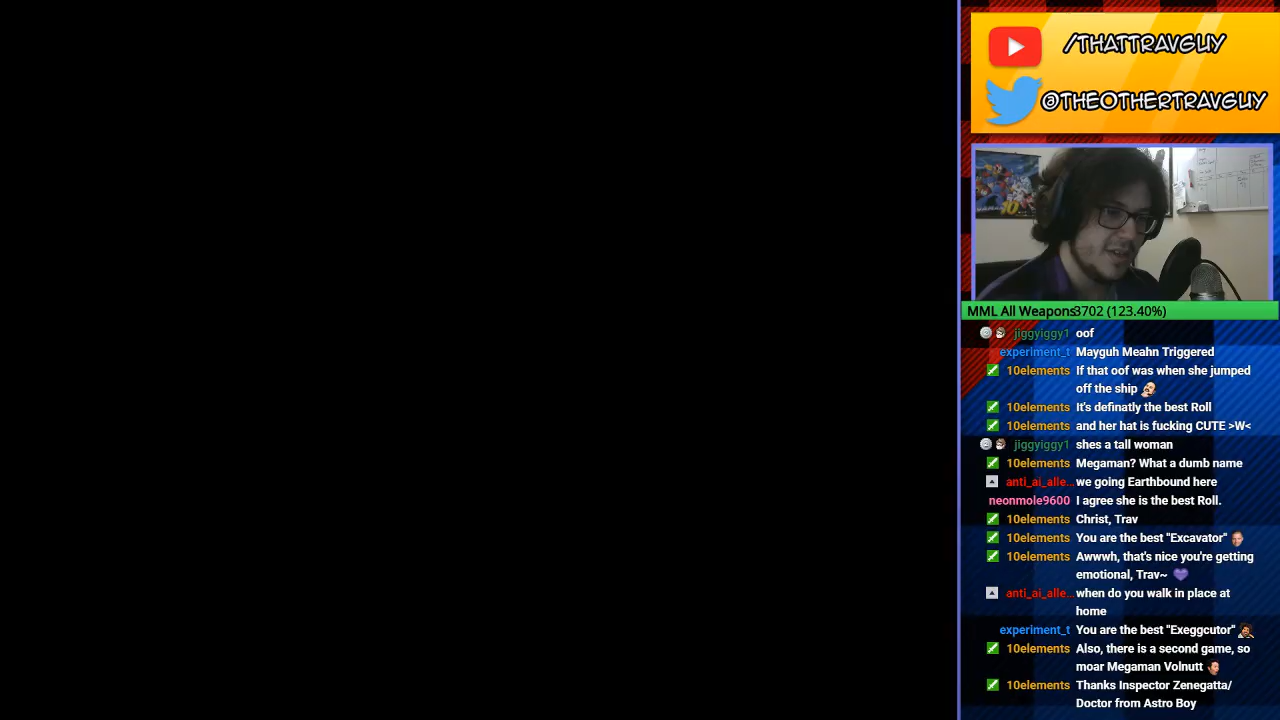 /THATTRAVGUY
@THEOTHERTRAVGUY
10
MML All Weapons3702 (123.40%)
jiggyiggy1 oof
experiment_t Mayguh Meahn Triggered
10elements If that oof was when she jumped
off the ship
10elements It's definatly the best Roll
10elements and her hat is fucking CUTE >W<
jiggyiggy1 shes a tall woman
10elements Megaman? What a dumb name
anti_ai_alle... we going Earthbound here
neonmole9600 I agree she is the best Roll.
10elements Christ, Trav
10elements You are the best "Excavator"
10elements Awwwh, that's nice you're getting
emotional, Trav~
anti_ai_alle... when do you walk in place at
home
experiment_t You are the best "Exeggcutor"
10elements Also, there is a second game, so
moar Megaman Volnutt
10elements Thanks Inspector Zenegatta/
Doctor from Astro Boy